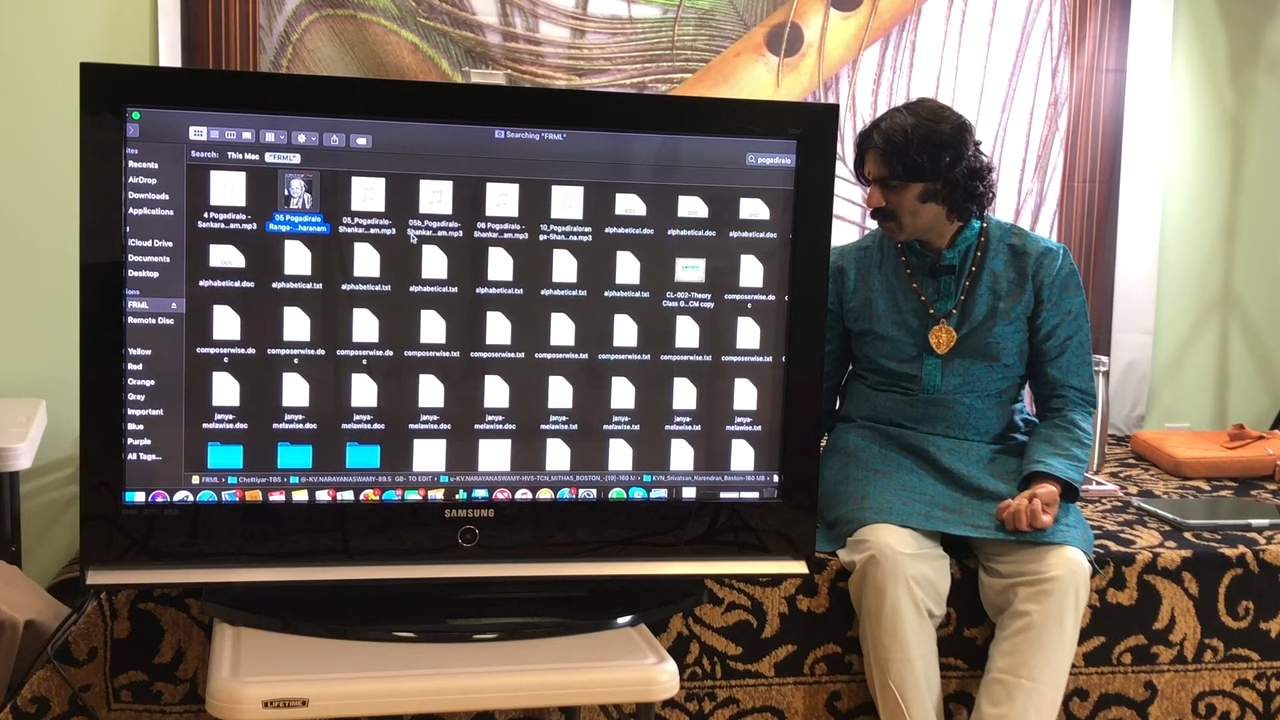 Searching "FRML"
Search: This Mac "FRML"
pogadiralo
Recents
AirDrop
Downloads
Applications
iCloud Drive
Documents
Desktop
FRML
Remote Disc
Yellow
Red
Orange
Gray
Important
Blue
Purple
All Tags...
4 Pogadiralo -
Sankara...am.mp3
05 Pogadiralo
Ranga-...haranam
05_Pogadiralo-
Shankar...am.mp3
05b_Pogadiralo-
Shankar...am.mp3
06 Pogadiralo -
Shankar...am.mp3
10_Pogadiloran
ga-Shan...na.mp3
alphabetical.doc
alphabetical.doc
alphabetical.doc
alphabetical.doc
alphabetical.txt
alphabetical.txt
alphabetical.txt
alphabetical.txt
alphabetical.txt
alphabetical.txt
CL-002-Theory
Class G...CM copy
composerwise.do
c
composerwise.do
c
composerwise.do
c
composerwise.do
c
composerwise.txt
composerwise.txt
composerwise.txt
composerwise.txt
composerwise.txt
composerwise.txt
janya-
melawise.doc
janya-
melawise.doc
janya-
melawise.doc
janya-
melawise.doc
janya-
melawise.txt
janya-
melawise.txt
janya-
melawise.txt
janya-
melawise.txt
janya-
melawise.txt
FRML › Chettiyar-TBS › @-KV.NARAYANASWAMY-89.5 GB- TO EDIT › u-KV.NARAYANASWAMY-HVS-TCN_MITHAS_BOSTON_-[19]-160 M › KVN_Srivatsan_Narendran_Boston-160 MB
SAMSUNG
LIFETIME